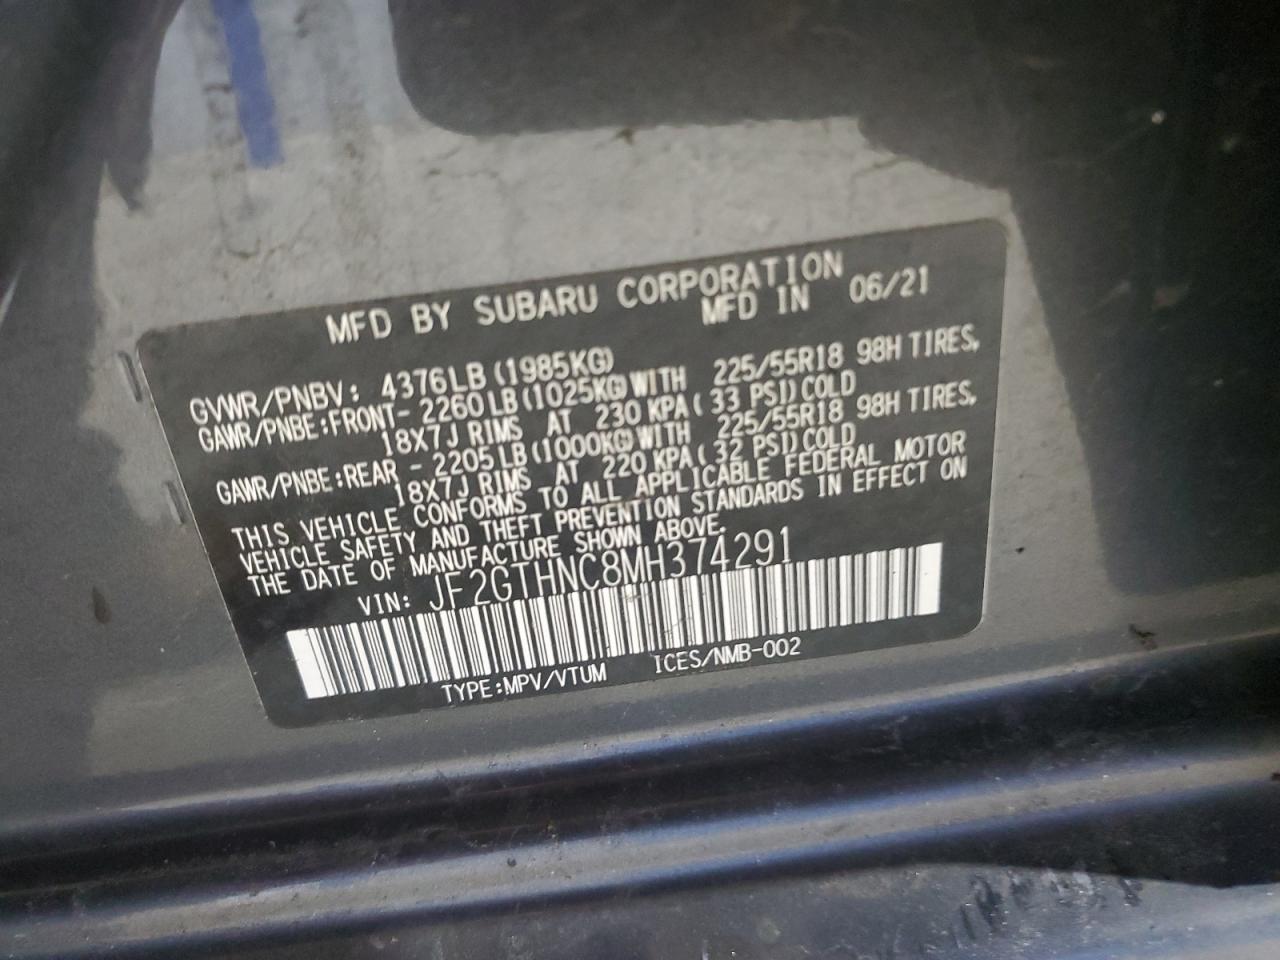 MFD BY SUBARU CORPORATION
MFD IN 06/21
GVWR/PNBV: 4376LB (1985KG)
GAWR/PNBE:FRONT- 2260LB (1025KG) WITH 225/55R18 98H TIRES,
18X7J RIMS AT 230 KPA ( 33 PSI) COLD
GAWR/PNBE:REAR - 2205LB (1000KG) WITH 225/55R18 98H TIRES,
18X7J RIMS AT 220 KPA ( 32 PSI) COLD
THIS VEHICLE CONFORMS TO ALL APPLICABLE FEDERAL MOTOR
VEHICLE SAFETY AND THEFT PREVENTION STANDARDS IN EFFECT ON
THE DATE OF MANUFACTURE SHOWN ABOVE.
VIN: JF2GTHNC8MH374291
TYPE:MPV/VTUM ICES/NMB-002